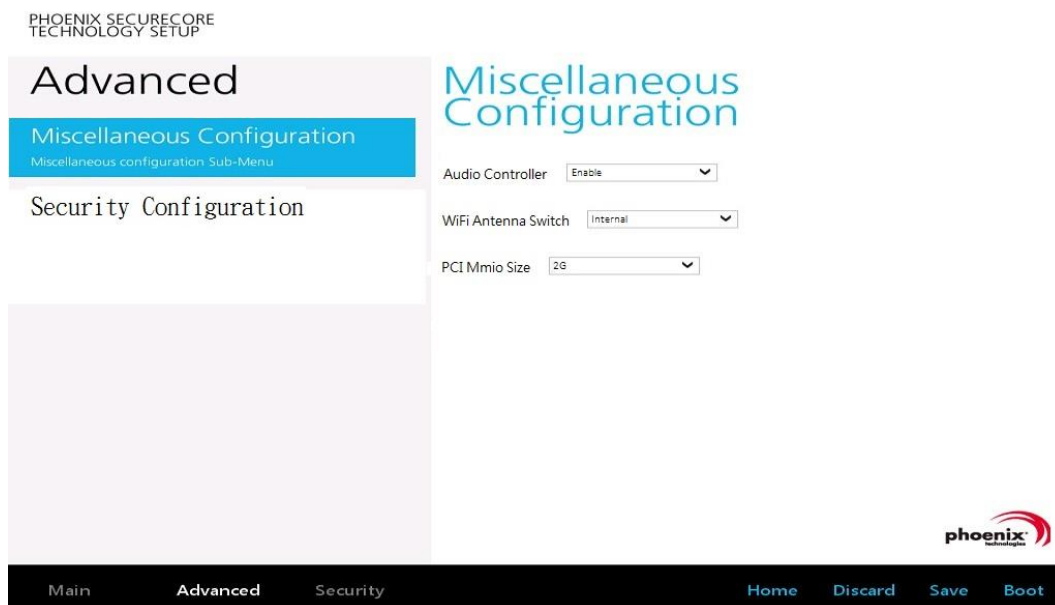 PHOENIX SECURECORE
TECHNOLOGY SETUP
Advanced
Miscellaneous Configuration
Miscellaneous configuration Sub-Menu
Security Configuration
Miscellaneous
Configuration
Audio Controller Enable
WiFi Antenna Switch Internal
PCI Mmio Size 2G
phoenix
technologies
Main Advanced Security Home Discard Save Boot